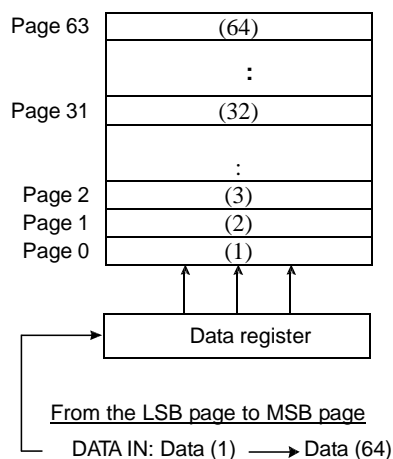 Page 63 (64)
:
Page 31 (32)
:
Page 2 (3)
Page 1 (2)
Page 0 (1)
Data register
From the LSB page to MSB page
DATA IN: Data (1) Data (64)